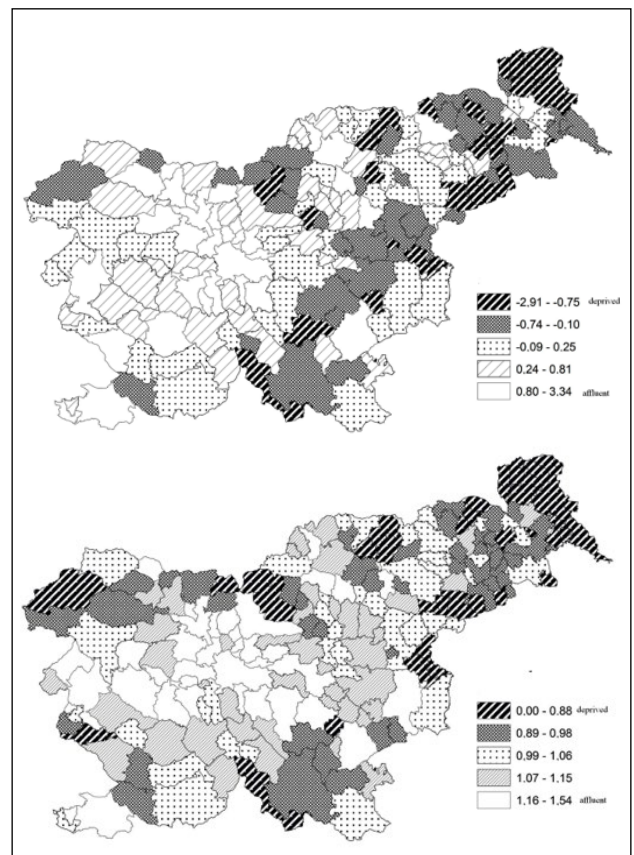 -2.91 - -0.75 deprived
-0.74 - -0.10
-0.09 - 0.25
0.24 - 0.81
0.80 - 3.34 affluent
0.00 - 0.88 deprived
0.89 - 0.98
0.99 - 1.06
1.07 - 1.15
1.16 - 1.54 affluent